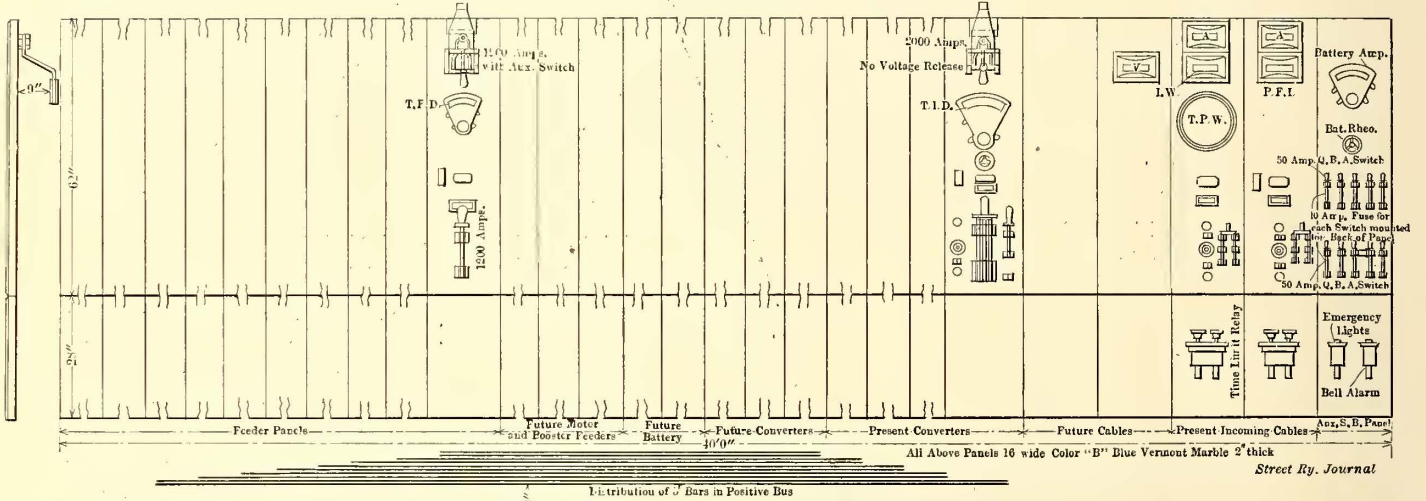 1200 Amps.
with Aux. Switch
T.F.D.
1200 Amps.
2000 Amps.
No Voltage Release
T.I.D.
V
A
A
I.W.
P.F.I.
T.P.W.
Battery Amp.
Bat. Rheo.
50 Amp. Q. B. A. Switch
10 Amp. Fuse for
each Switch mounted
on Back of Panel
50 Amp. Q. B. A. Switch
Time Limit Relay
Emergency
Lights
Bell Alarm
9"
62"
28"
Feeder Panels
Future Motor
and Booster Feeders
Future
Battery
Future Converters
Present Converters
Future Cables
Present Incoming Cables
Aux. S. B. Panel
40'0"
All Above Panels 16 wide Color "B" Blue Vermont Marble 2" thick
Distribution of Bars in Positive Bus
Street Ry. Journal